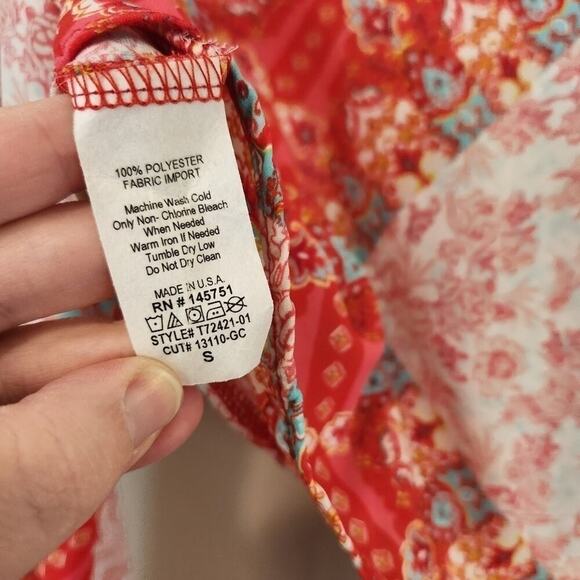 100% POLYESTER
FABRIC IMPORT
Machine Wash Cold
Only Non- Chlorine Bleach
When Needed
Warm Iron If Needed
Tumble Dry Low
Do Not Dry Clean
MADE IN U.S.A.
RN # 145751
STYLE# T72421-01
CUT# 13110-GC
S